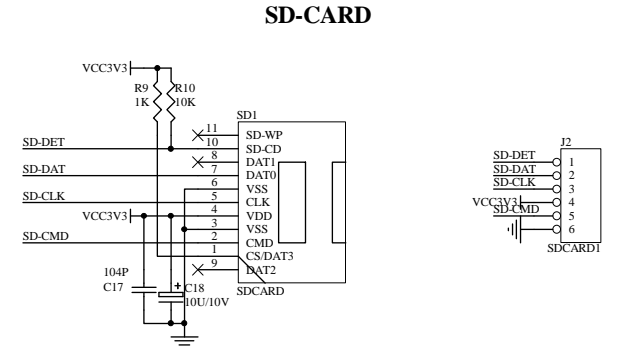 SD-CARD
VCC3V3
R9 R10
1K 10K
SD1
11 SD-WP
SD-DET 10 SD-CD
8 DAT1
SD-DAT 7 DAT0
6 VSS
SD-CLK 5 CLK
VCC3V3 4 VDD
3 VSS
SD-CMD 2 CMD
1 CS/DAT3
9 DAT2
104P
C17
+ C18
10U/10V
SDCARD
J2
SD-DET 1
SD-DAT 2
SD-CLK 3
VCC3V3 4
SD-CMD 5
6
SDCARD1